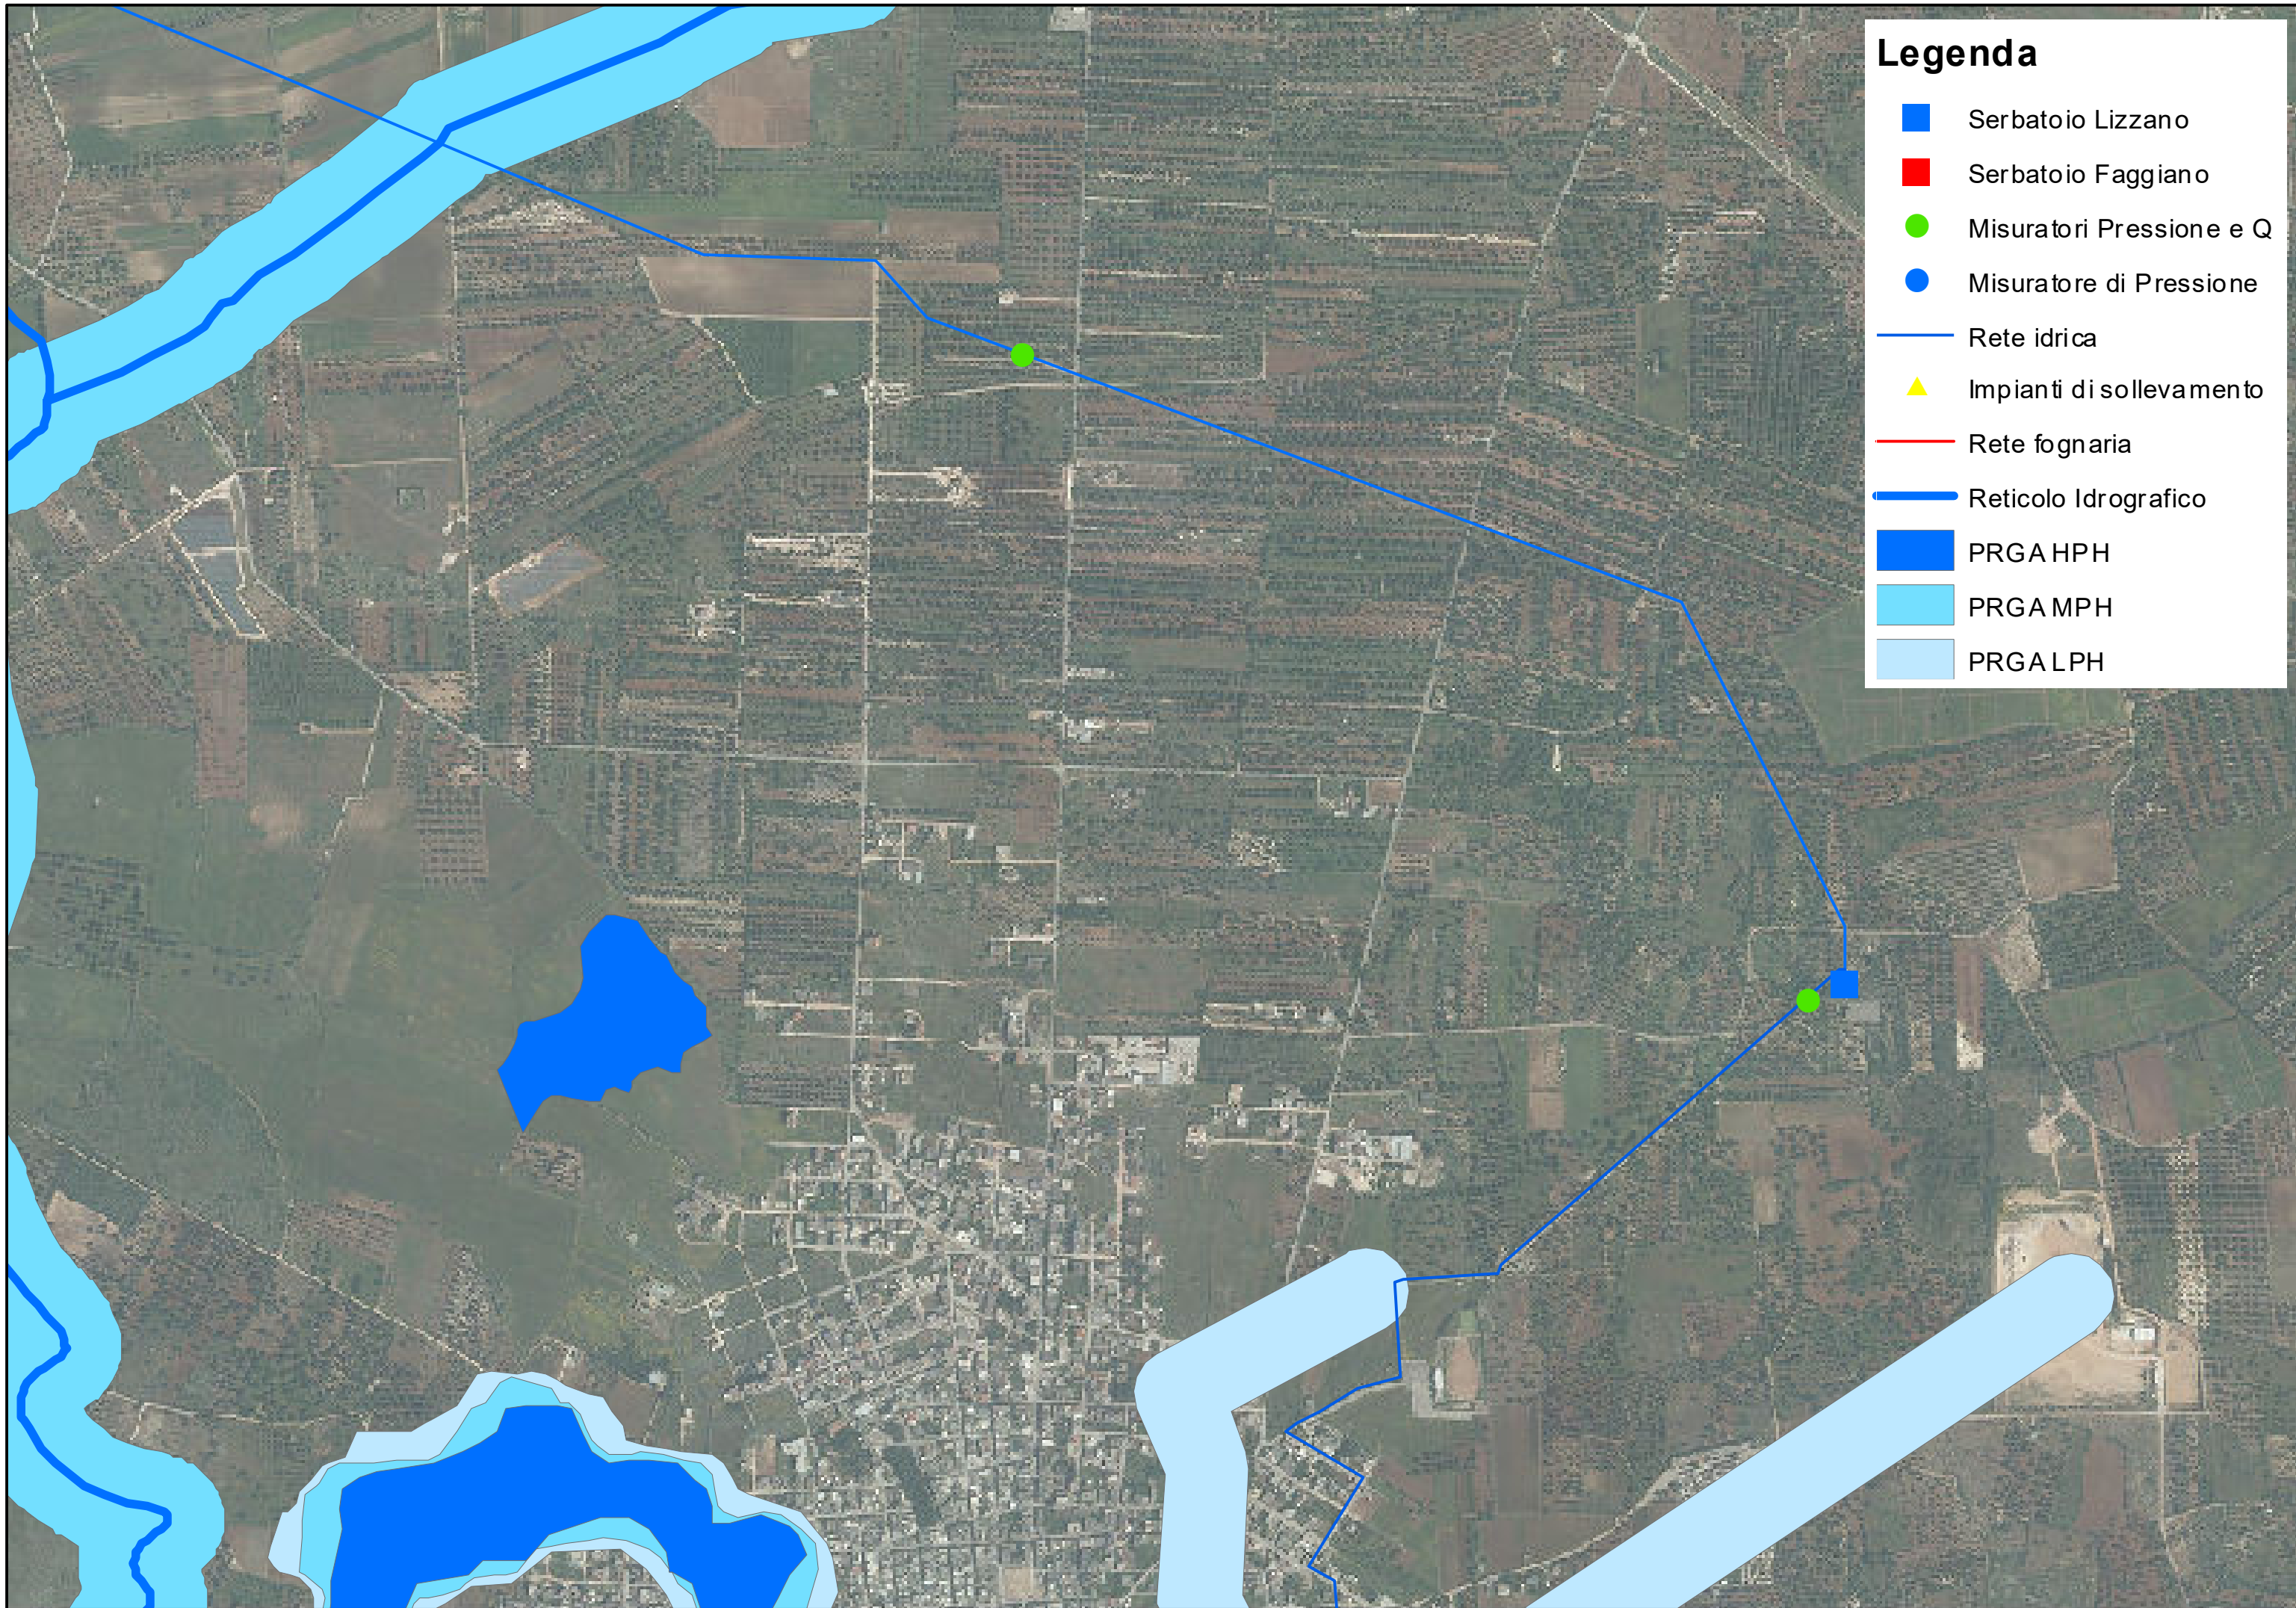 Legenda
Serbatoio Lizzano
Serbatoio Faggiano
Misuratori Pressione e Q
Misuratore di Pressione
Rete idrica
Impianti di sollevamento
Rete fognaria
Reticolo Idrografico
PRGA HPH
PRGA MPH
PRGA LPH